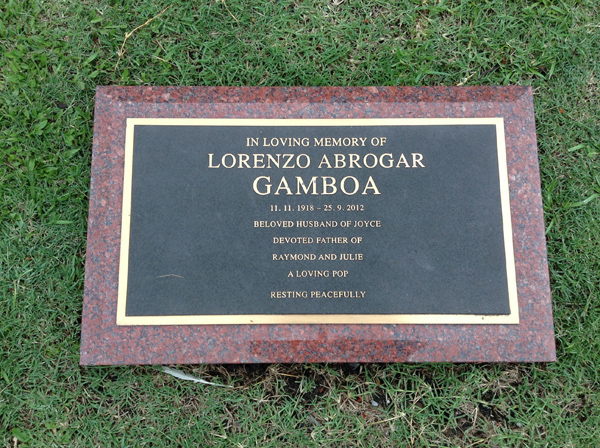 IN LOVING MEMORY OF
LORENZO ABROGAR
GAMBOA
11. 11. 1918 – 25. 9. 2012
BELOVED HUSBAND OF JOYCE
DEVOTED FATHER OF
RAYMOND AND JULIE
A LOVING POP
RESTING PEACEFULLY